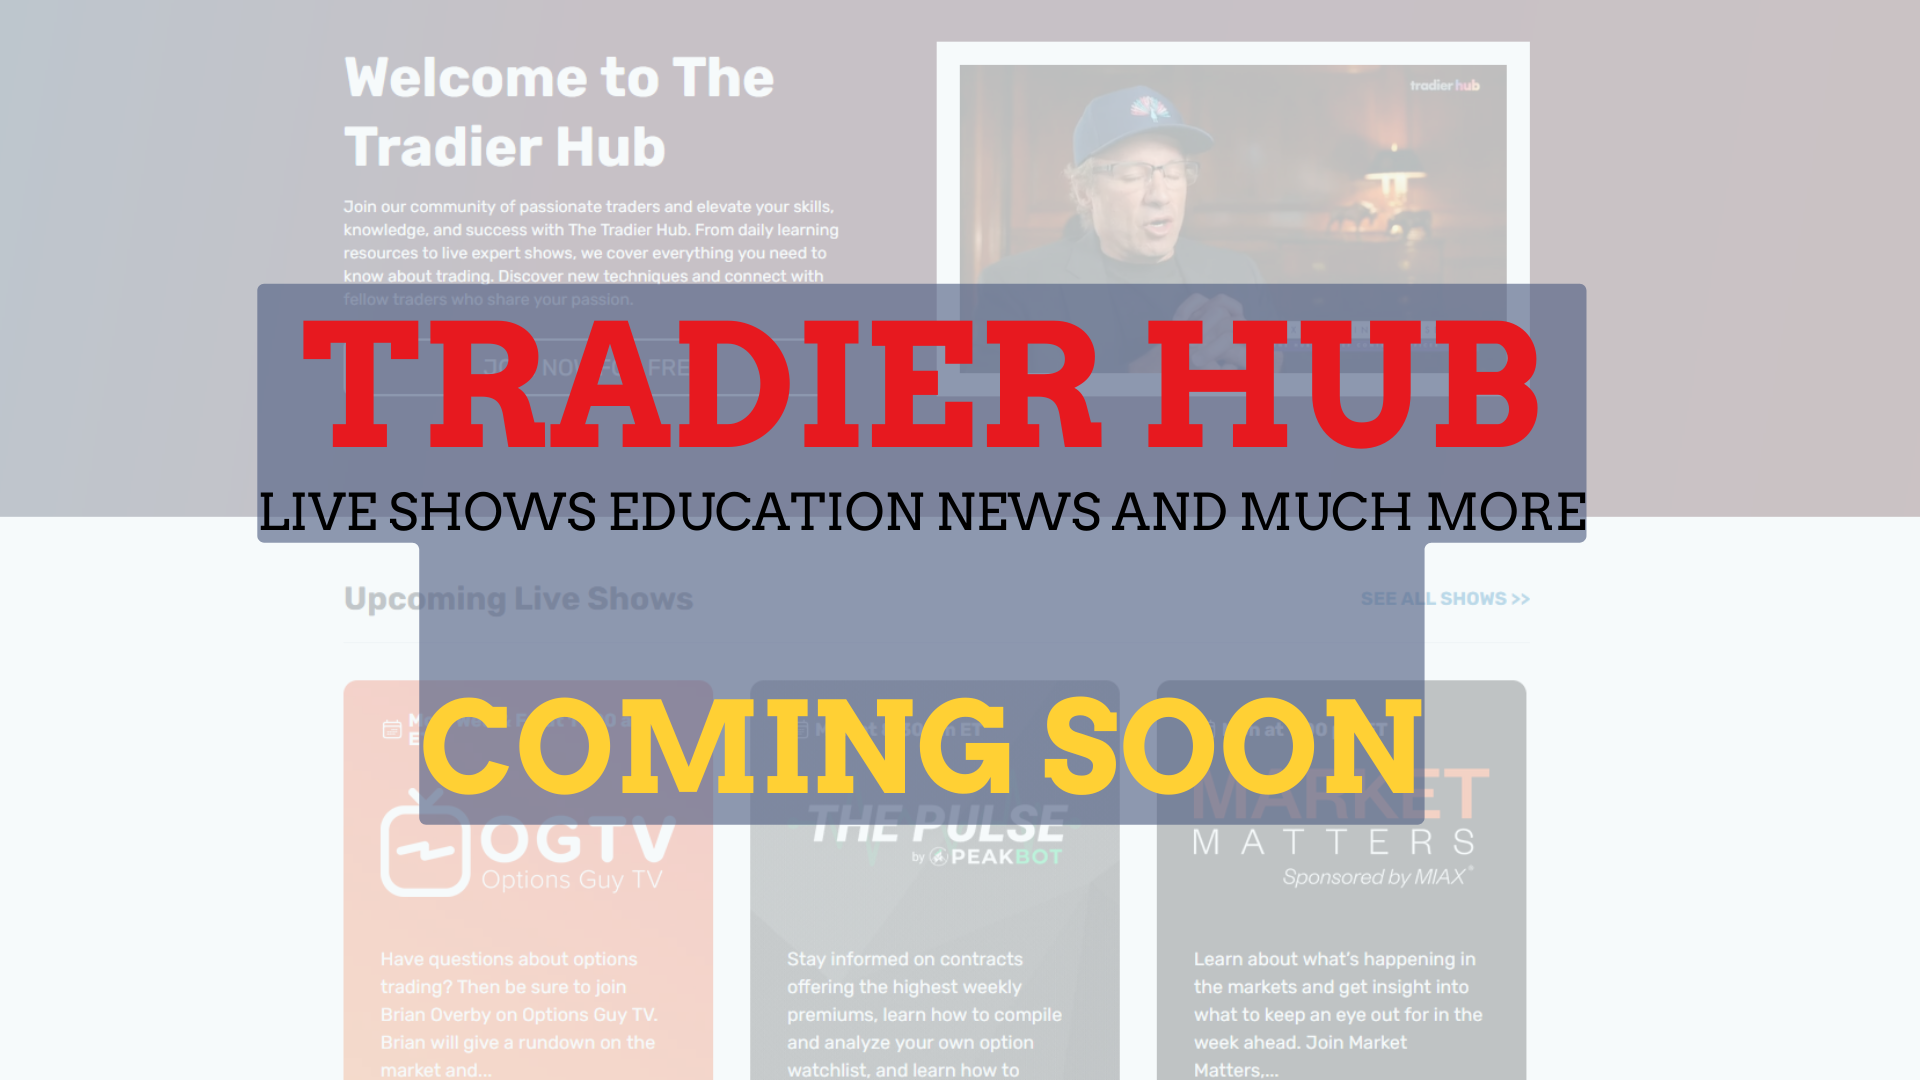 Welcome to The
Tradier Hub
tradier hub
Join our community of passionate traders and elevate your skills,
knowledge, and success with The Tradier Hub. From daily learning
resources to live expert shows, we cover everything you need to
know about trading. Discover new techniques and connect with
fellow traders who share your passion.
TRADIER HUB
LIVE SHOWS EDUCATION NEWS AND MUCH MORE
Upcoming Live Shows
SEE ALL SHOWS >>
COMING SOON
OGTV
Options Guy TV
Have questions about options
trading? Then be sure to join
Brian Overby on Options Guy TV.
Brian will give a rundown on the
market and...
THE PULSE
by PEAKBOT
Stay informed on contracts
offering the highest weekly
premiums, learn how to compile
and analyze your own option
watchlist, and learn how to
MARKET
MATTERS
Sponsored by MIAX®
Learn about what's happening in
the markets and get insight into
what to keep an eye out for in the
week ahead. Join Market
Matters,...